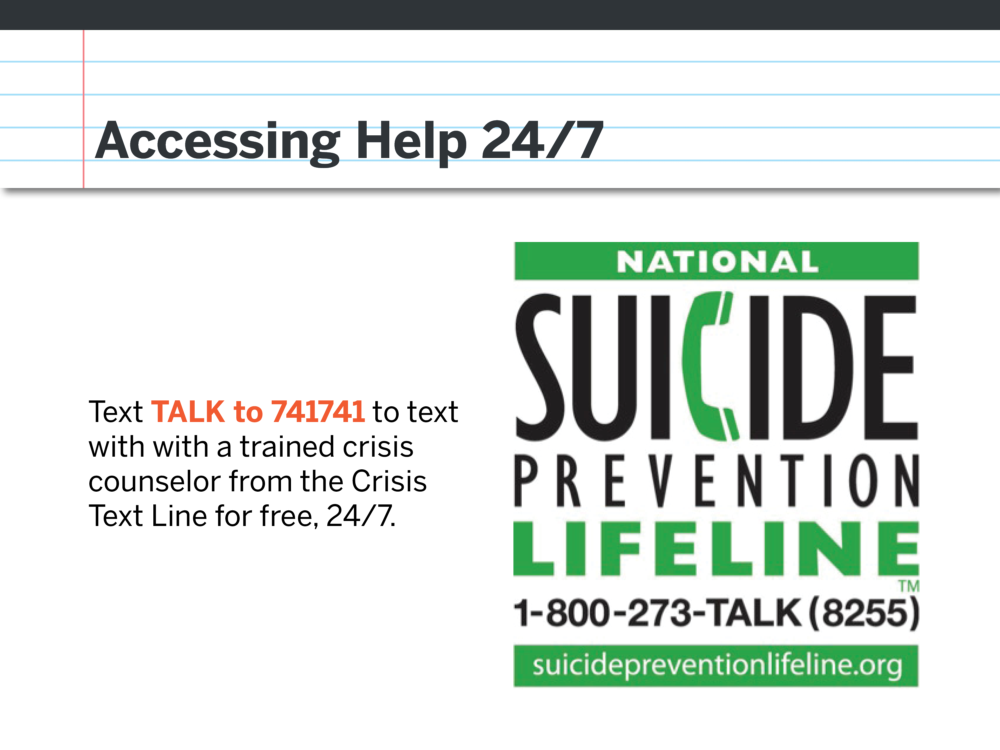 Accessing Help 24/7
Text TALK to 741741 to text
with with a trained crisis
counselor from the Crisis
Text Line for free, 24/7.
NATIONAL
SUICIDE
PREVENTION
LIFELINE
TM
1-800-273-TALK (8255)
suicidepreventionlifeline.org